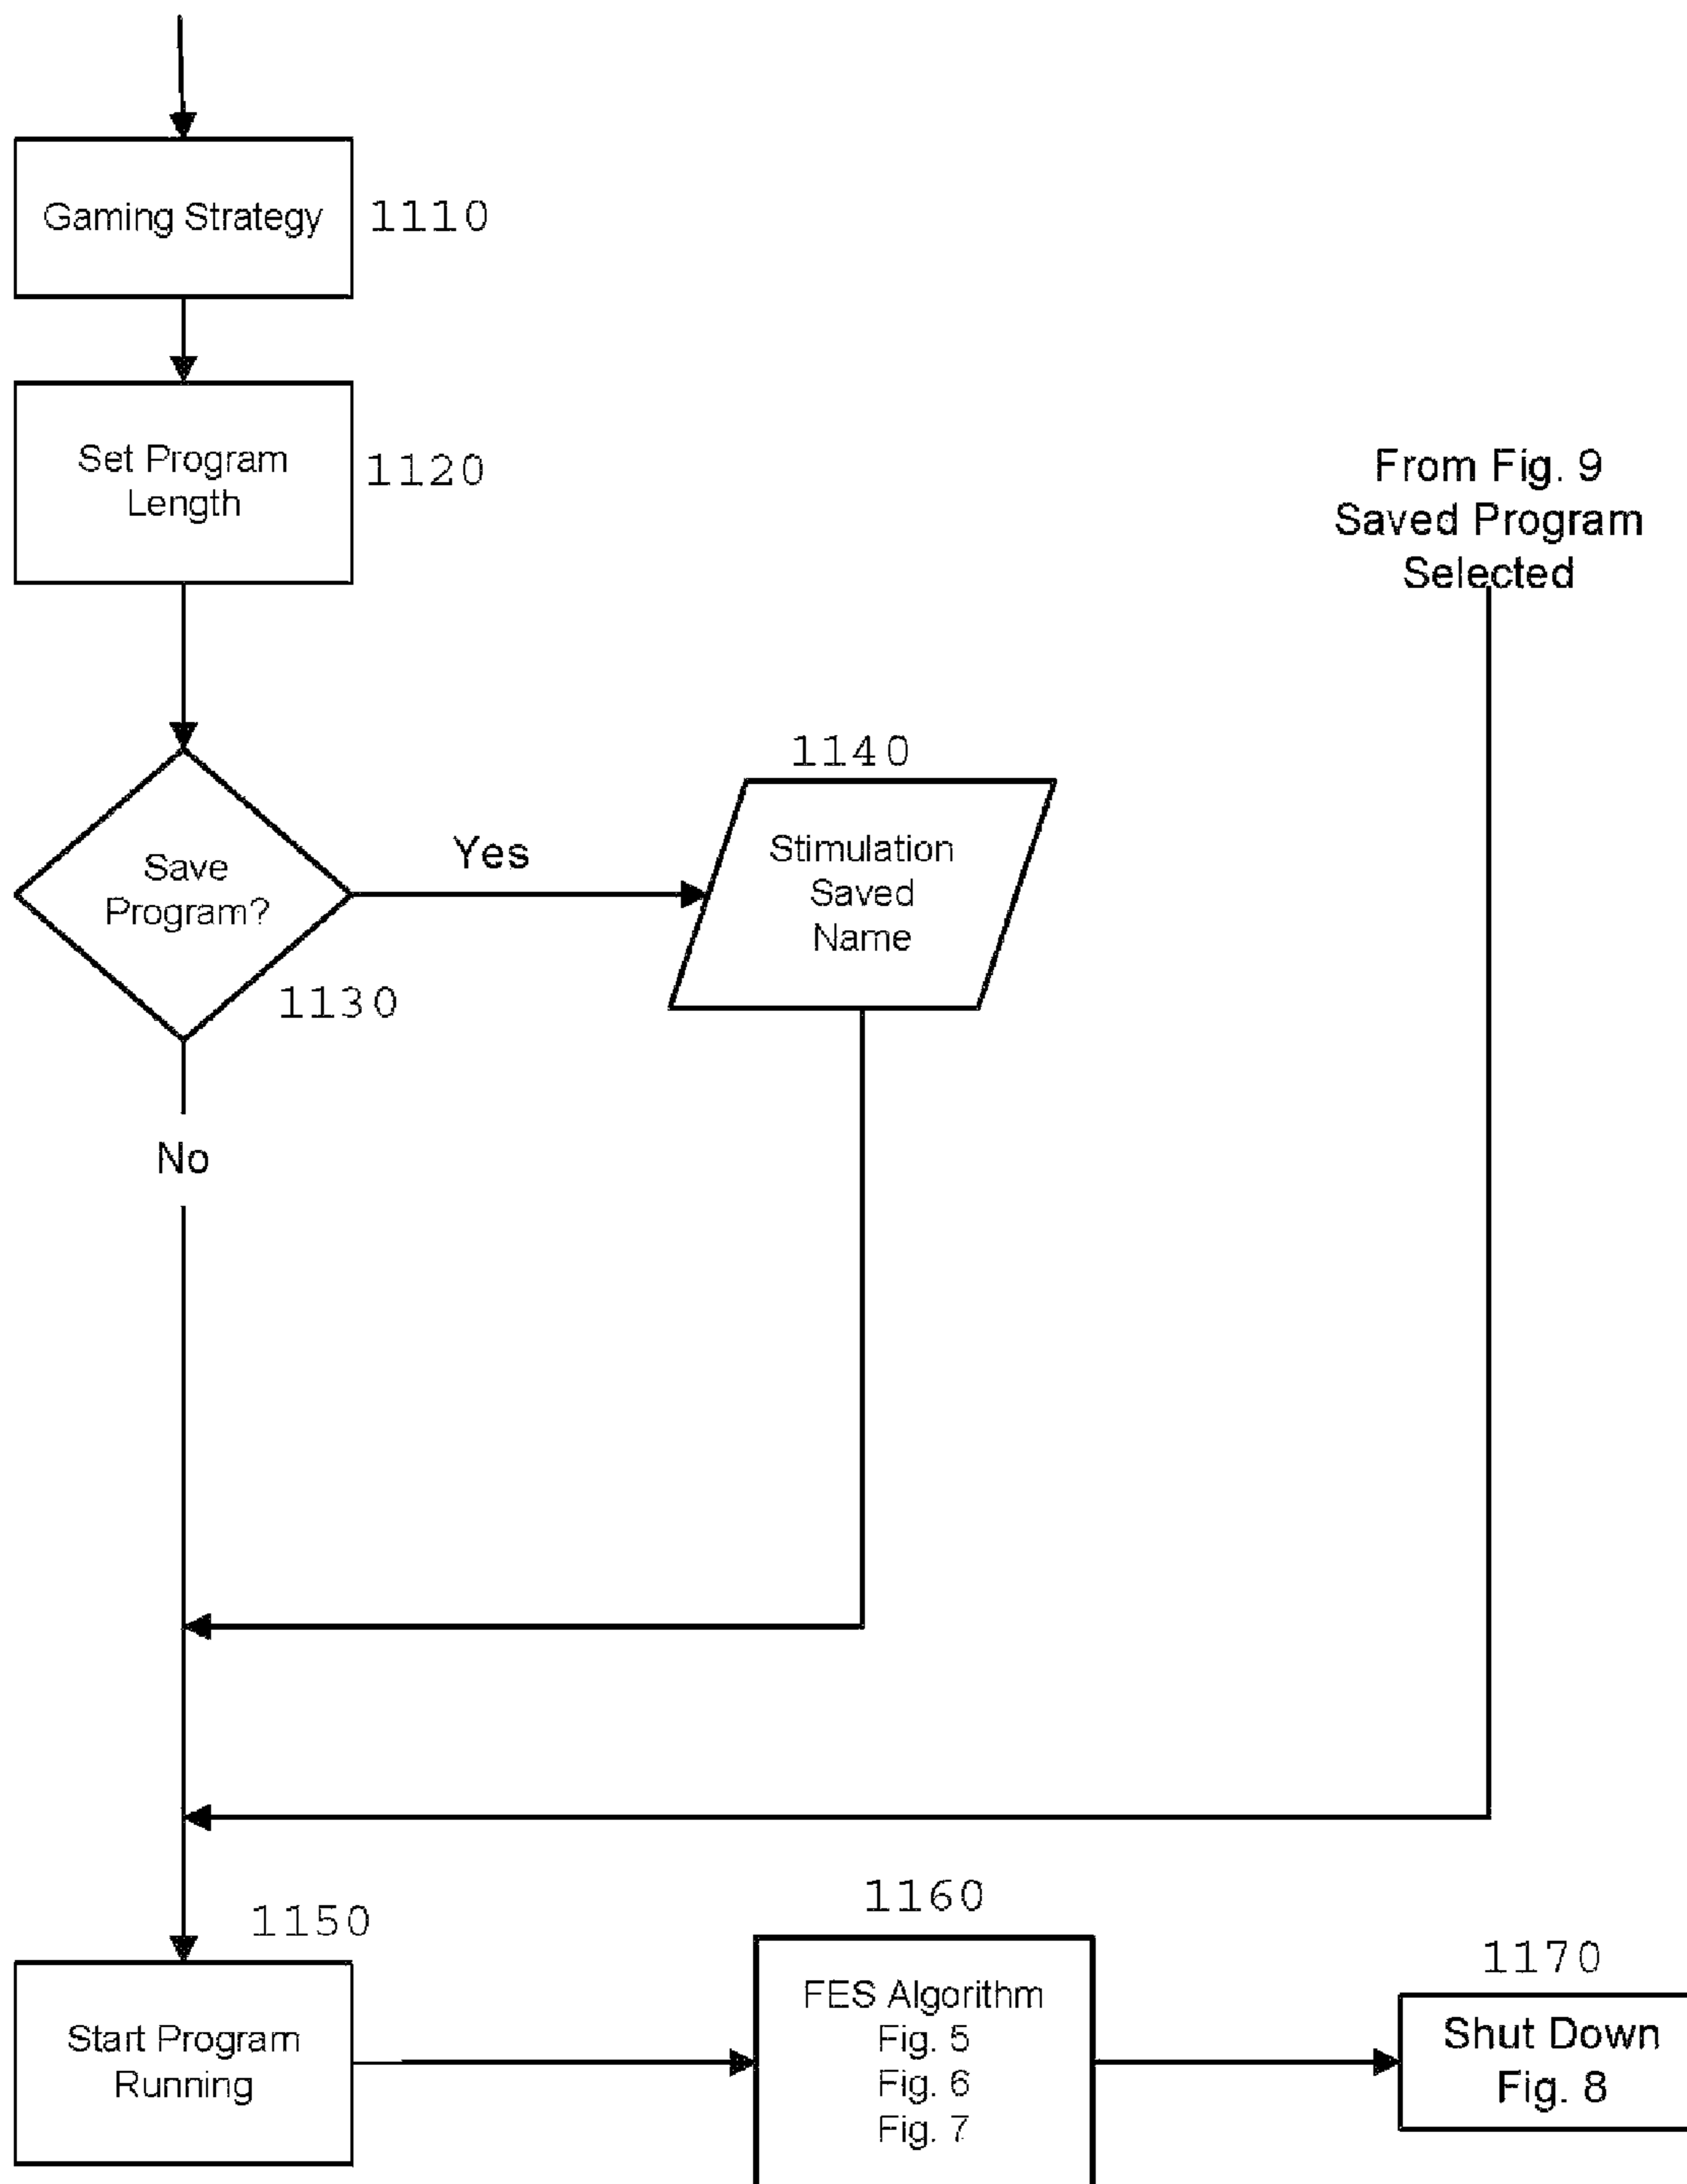 Gaming Strategy
1110
Set Program
Length
1120
From Fig. 9
Saved Program
Selected
Save
Program?
1130
Yes
1140
Stimulation
Saved
Name
No
1150
Start Program
Running
1160
FES Algorithm
Fig. 5
Fig. 6
Fig. 7
1170
Shut Down
Fig. 8